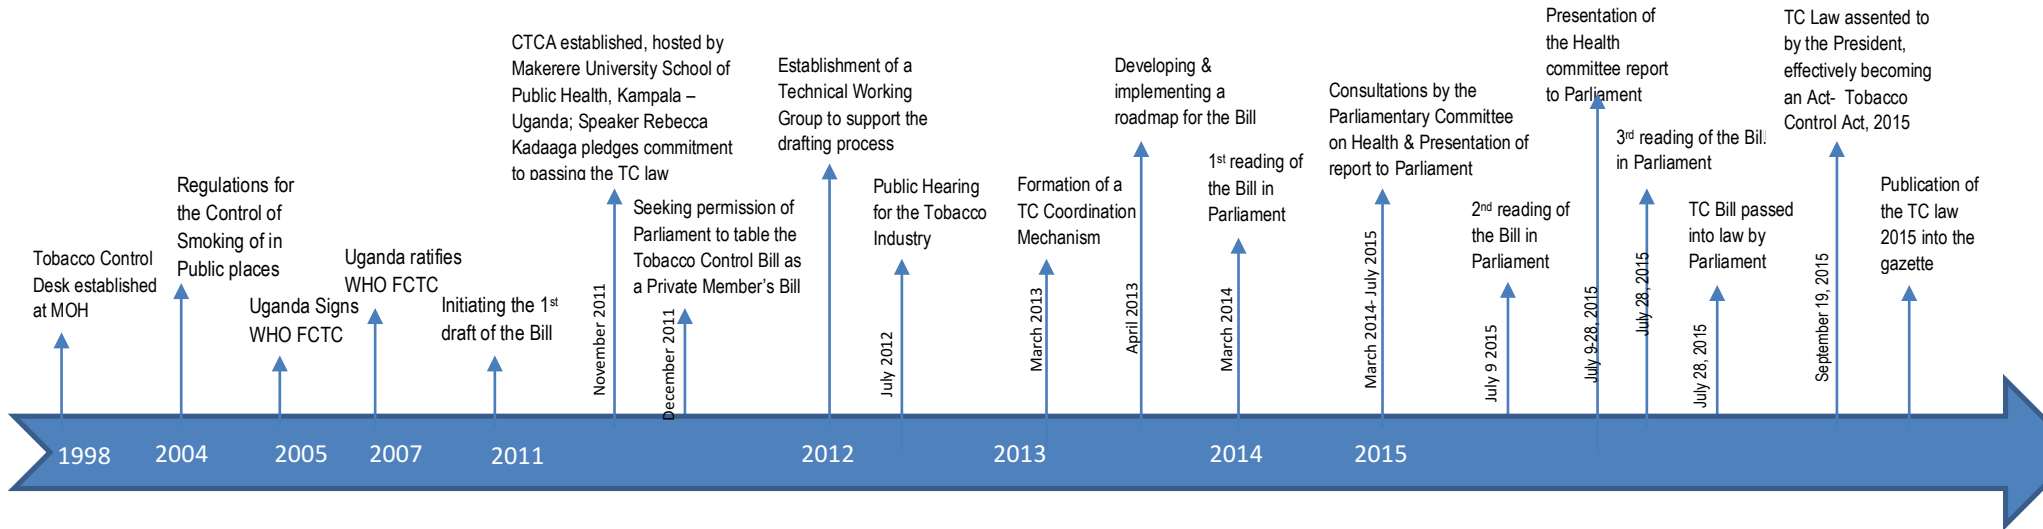 Tobacco Control
Desk established
at MOH
Regulations for
the Control of
Smoking of in
Public places
Uganda Signs
WHO FCTC
Uganda ratifies
WHO FCTC
Initiating the 1st
draft of the Bill
CTCA established, hosted by
Makerere University School of
Public Health, Kampala –
Uganda; Speaker Rebecca
Kadaaga pledges commitment
to passing the TC law
November 2011
Seeking permission of
Parliament to table the
Tobacco Control Bill as
a Private Member's Bill
December 2011
Establishment of a
Technical Working
Group to support the
drafting process
Public Hearing
for the Tobacco
Industry
July 2012
Formation of a
TC Coordination
Mechanism
March 2013
Developing &
implementing a
roadmap for the Bill
April 2013
1st reading of
the Bill in
Parliament
March 2014
Consultations by the
Parliamentary Committee
on Health & Presentation of
report to Parliament
March 2014- July 2015
2nd reading of
the Bill in
Parliament
July 9 2015
Presentation of
the Health
committee report
to Parliament
July 9-28, 2015
3rd reading of the Bill
in Parliament
July 28, 2015
TC Bill passed
into law by
Parliament
July 28, 2015
TC Law assented to
by the President,
effectively becoming
an Act- Tobacco
Control Act, 2015
September 19, 2015
Publication of
the TC law
2015 into the
gazette
1998
2004
2005
2007
2011
2012
2013
2014
2015